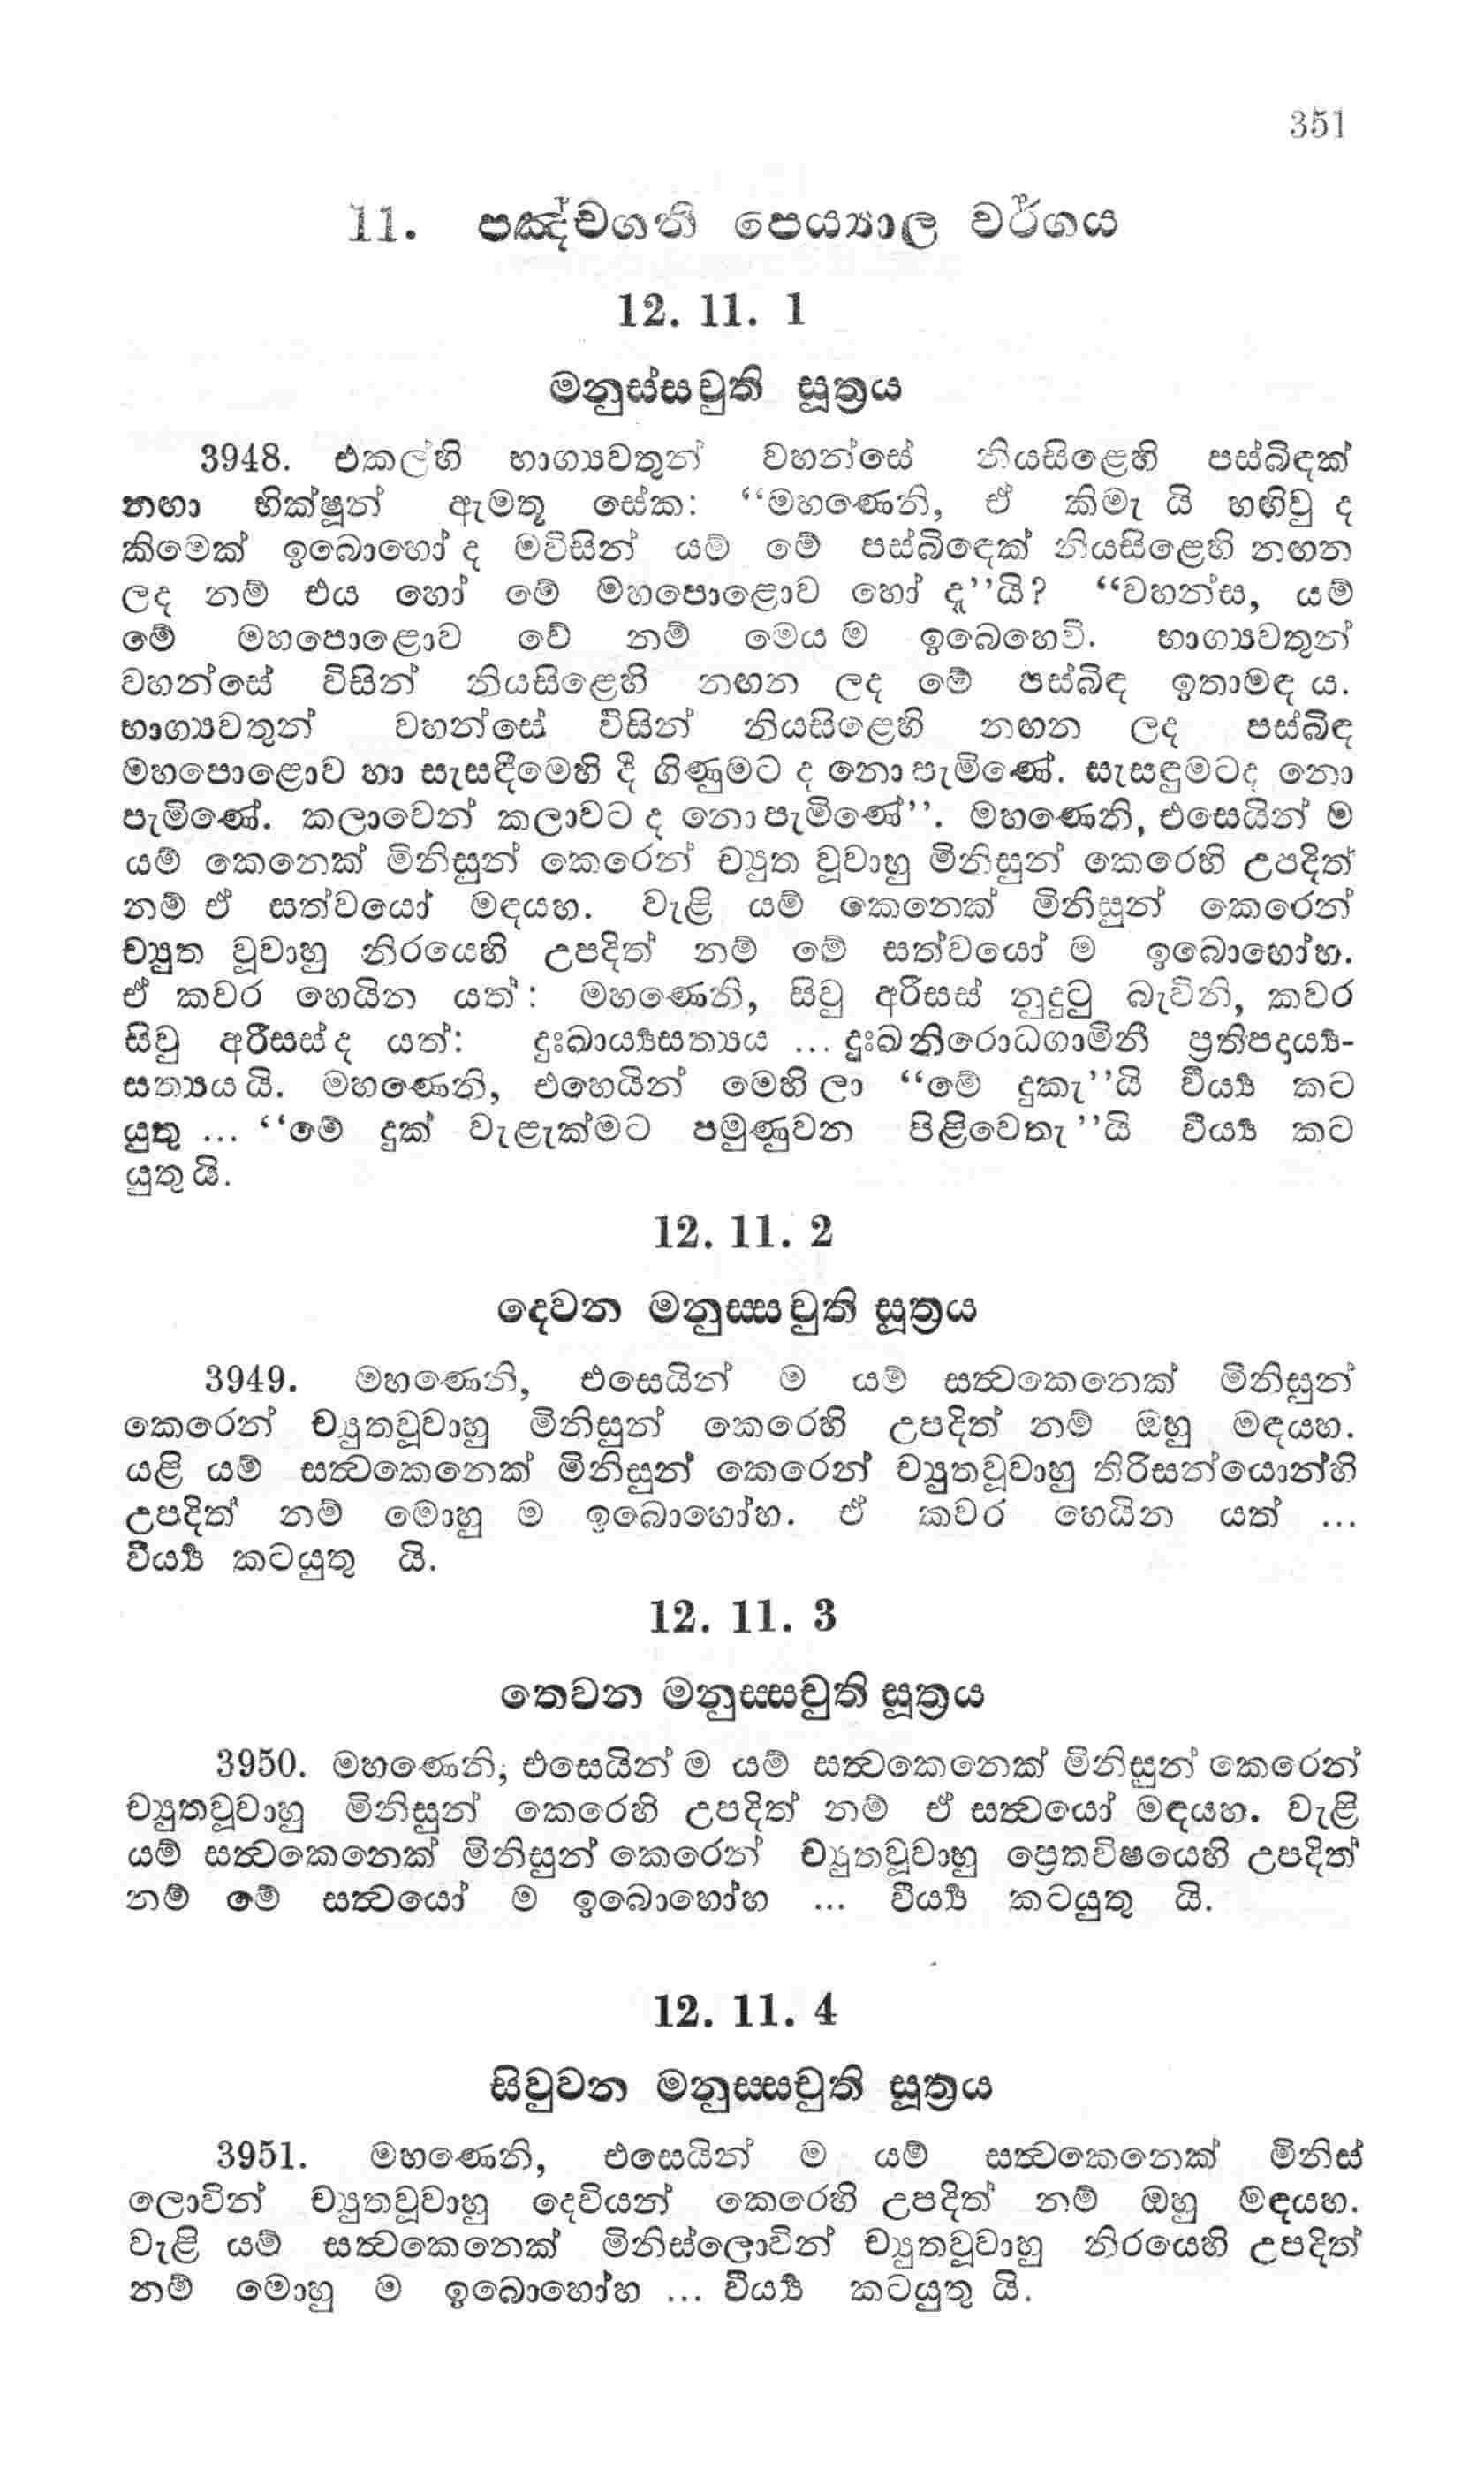 351
11. පඤ්චගති පෙය්‍යාල වර්ගය
12. 11. 1
මනුස්සචුති සූත්‍රය
3948. එකල්හි භාග්‍යවතුන් වහන්සේ නියසිළෙහි පස්බිඳක්
නඟා භික්ෂූන් ඇමතූ සේක: “මහණෙනි, ඒ කිමැ යි හඟිවු ද
කිමෙක් ඉබොහෝ ද මවිසින් යම් මේ පස්බිඳෙක් නියසිළෙහි නඟන
ලද නම් එය හෝ මේ මහපොළොව හෝ දැ”යි? “වහන්ස, යම්
මේ මහපොළොව වේ නම් මෙය ම ඉබෙහෙවි. භාග්‍යවතුන්
වහන්සේ විසින් නියසිළෙහි නඟන ලද මේ පස්බිඳ ඉතාමඳ ය.
භාග්‍යවතුන් වහන්සේ විසින් නියසිළෙහි නඟන ලද පස්බිඳ
මහපොළොව හා සැසඳීමෙහි දී ගිණුමට ද නො පැමිණේ. සැසඳුමටද නො
පැමිණේ. කලාවෙන් කලාවට ද නො පැමිණේ”. මහණෙනි, එසෙයින් ම
යම් කෙනෙක් මිනිසුන් කෙරෙන් ච්‍යුත වූවාහු මිනිසුන් කෙරෙහි උපදිත්
නම් ඒ සත්වයෝ මඳයහ. වැළි යම් කෙනෙක් මිනිසුන් කෙරෙන්
ච්‍යුත වූවාහු නිරයෙහි උපදිත් නම් මේ සත්වයෝ ම ඉබොහෝහ.
ඒ කවර හෙයින යත්: මහණෙනි, සිවු අරීසස් නුදුටු බැවිනි, කවර
සිවු අරීසස්ද යත්: දුඃඛාර්‍ය්‍යසත්‍යය ... දුඃඛනිරොධගාමිනී ප්‍රතිපදාර්‍ය්‍ය-
සත්‍යය යි. මහණෙනි, එහෙයින් මෙහි ලා “මේ දුකැ”යි වීර්‍ය්‍ය කට
යුතු ... “මේ දුක් වැළැක්මට පමුණුවන පිළිවෙතැ”යි වීර්‍ය්‍ය කට
යුතු යි.
12. 11. 2
දෙවන මනුස්සචුති සූත්‍රය
3949. මහණෙනි, එසෙයින් ම යම් සත්‍වකෙනෙක් මිනිසුන්
කෙරෙන් ච්‍යුතවූවාහු මිනිසුන් කෙරෙහි උපදිත් නම් ඔහු මඳයහ.
යළි යම් සත්‍වකෙනෙක් මිනිසුන් කෙරෙන් ච්‍යුතවූවාහු තිරිසන්යොන්හි
උපදිත් නම් මොහු ම ඉබොහෝහ. ඒ කවර හෙයින යත් ...
වීර්‍ය්‍ය කටයුතු යි.
12. 11. 3
තෙවන මනුස්සචුති සූත්‍රය
3950. මහණෙනි, එසෙයින් ම යම් සත්‍වකෙනෙක් මිනිසුන් කෙරෙන්
ච්‍යුතවූවාහු මිනිසුන් කෙරෙහි උපදිත් නම් ඒ සත්‍වයෝ මඳයහ. වැළි
යම් සත්‍වකෙනෙක් මිනිසුන් කෙරෙන් ච්‍යුතවූවාහු ප්‍රෙතවිෂයෙහි උපදිත්
නම් මේ සත්‍වයෝ ම ඉබොහෝහ ... වීර්‍ය්‍ය කටයුතු යි.
12. 11. 4
සිවුවන මනුස්සචුති සූත්‍රය
3951. මහණෙනි, එසෙයින් ම යම් සත්‍වකෙනෙක් මිනිස්
ලොවින් ච්‍යුතවූවාහු දෙවියන් කෙරෙහි උපදිත් නම් ඔහු මඳයහ.
වැළි යම් සත්‍වකෙනෙක් මිනිස්ලොවින් ච්‍යුතවූවාහු නිරයෙහි උපදිත්
නම් මොහු ම ඉබොහෝහ ... වීර්‍ය්‍ය කටයුතු යි.